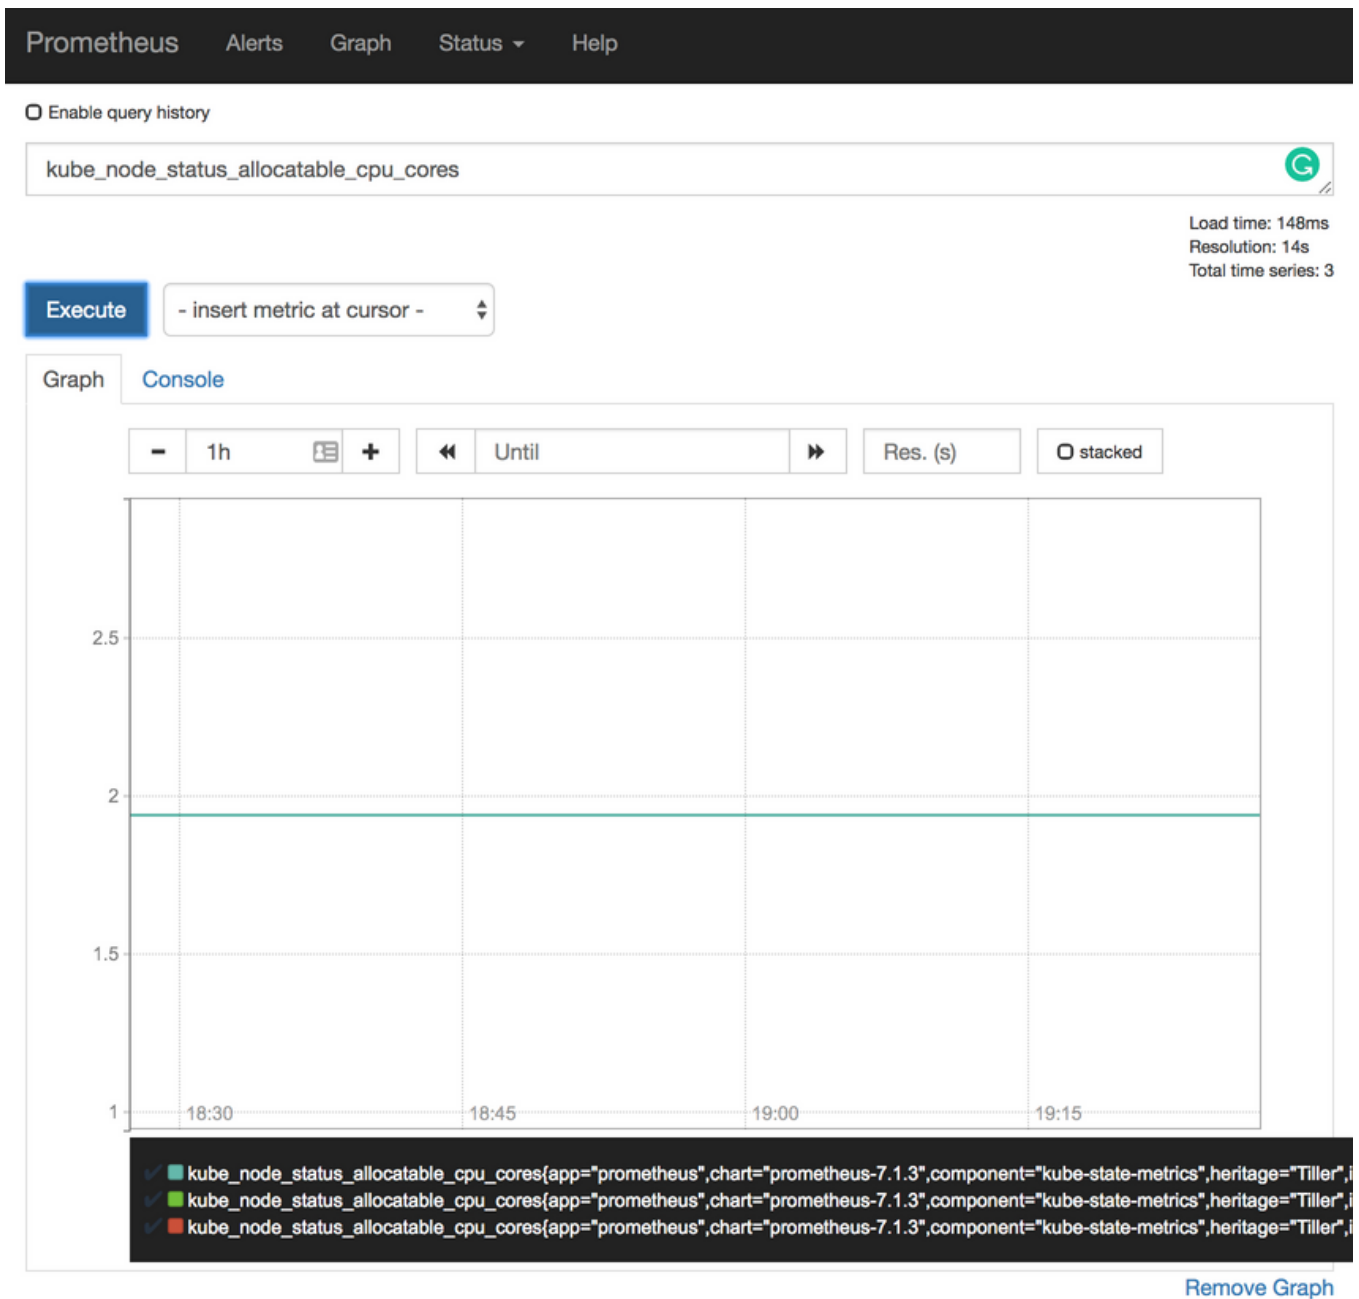 Prometheus Alerts Graph Status Help
Enable query history
kube_node_status_allocatable_cpu_cores
G
Load time: 148ms
Resolution: 14s
Total time series: 3
Execute - insert metric at cursor -
Graph Console
- 1h + Until Res. (s) stacked
2.5
2
1.5
1
18:30 18:45 19:00 19:15
kube_node_status_allocatable_cpu_cores{app="prometheus",chart="prometheus-7.1.3",component="kube-state-metrics",heritage="Tiller",i
kube_node_status_allocatable_cpu_cores{app="prometheus",chart="prometheus-7.1.3",component="kube-state-metrics",heritage="Tiller",i
kube_node_status_allocatable_cpu_cores{app="prometheus",chart="prometheus-7.1.3",component="kube-state-metrics",heritage="Tiller",i
Remove Graph